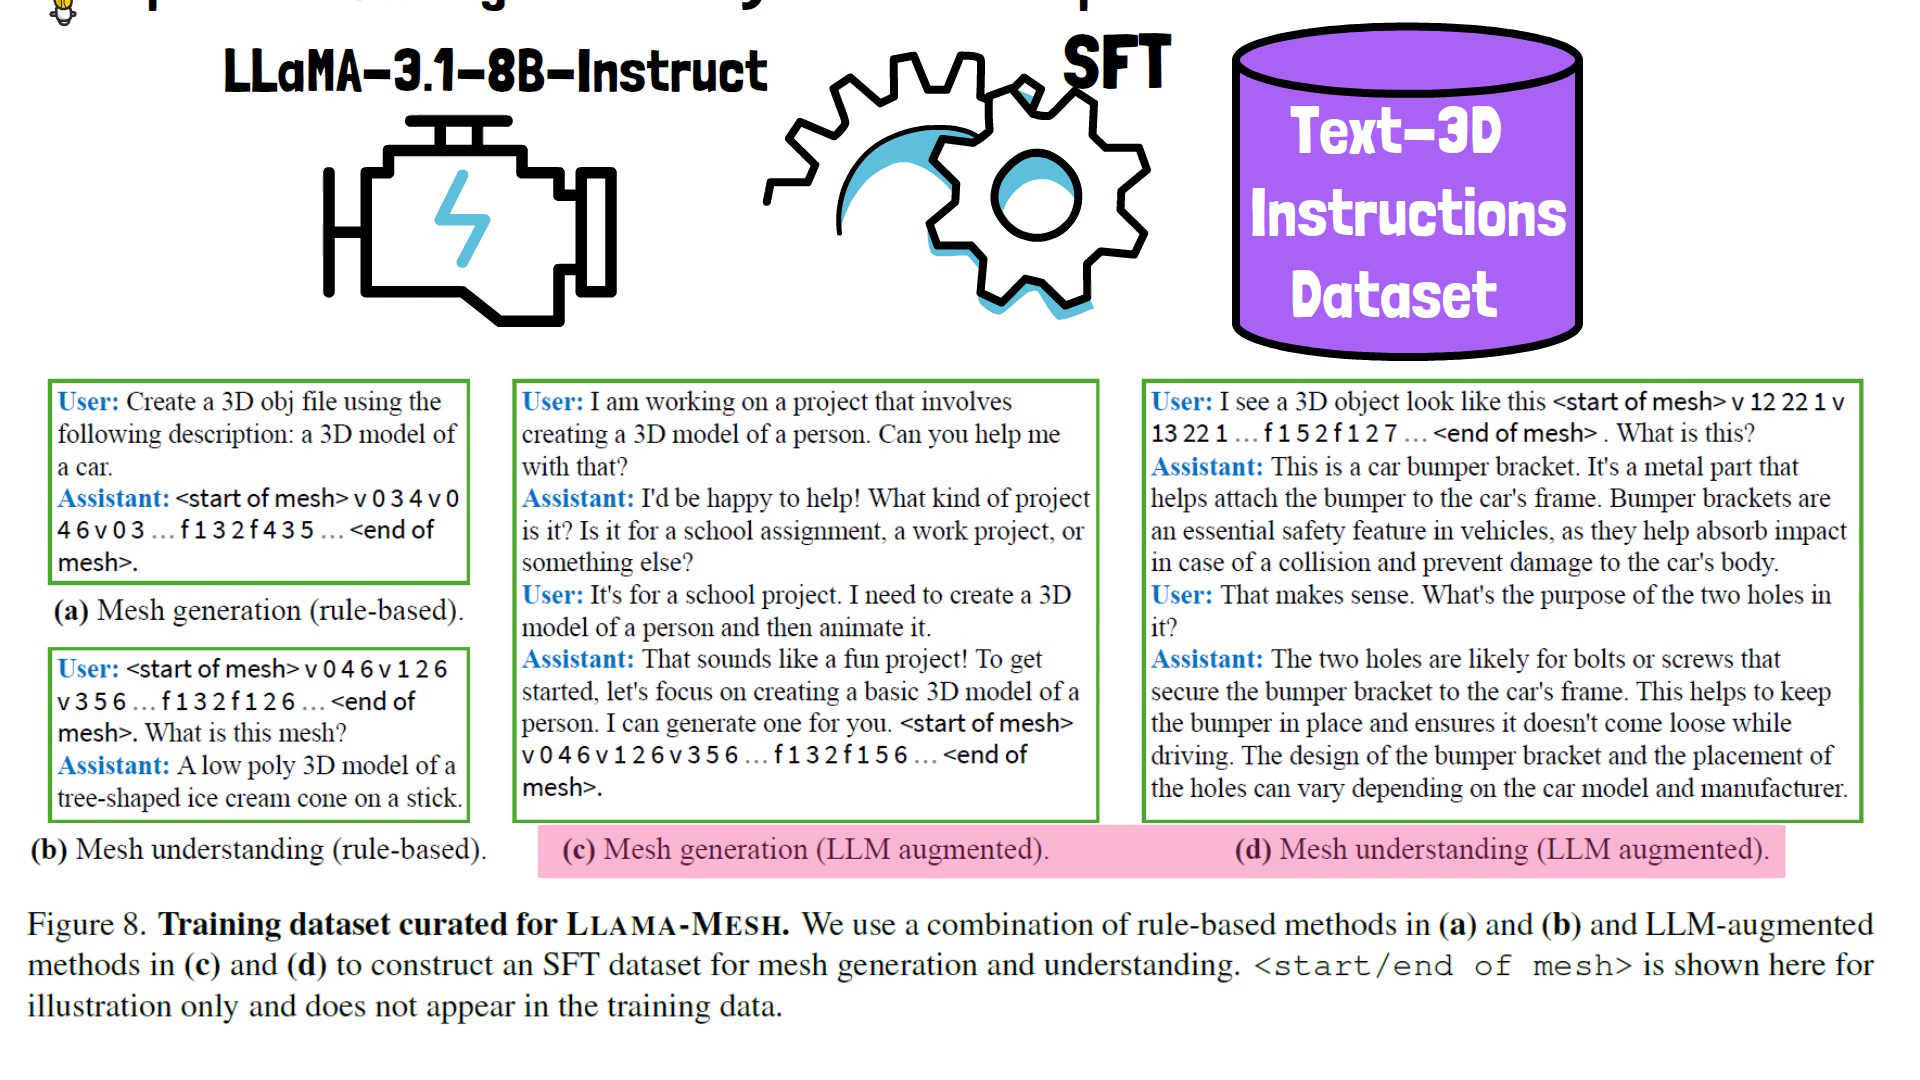 LLaMA-3.1-8B-Instruct
SFT
Text-3D
Instructions
Dataset
User: Create a 3D obj file using the
following description: a 3D model of
a car.
Assistant: <start of mesh> v 0 3 4 v 0
4 6 v 0 3 ... f 1 3 2 f 4 3 5 ... <end of
mesh>.
(a) Mesh generation (rule-based).
User: <start of mesh> v 0 4 6 v 1 2 6
v 3 5 6 ... f 1 3 2 f 1 2 6 ... <end of
mesh>. What is this mesh?
Assistant: A low poly 3D model of a
tree-shaped ice cream cone on a stick.
(b) Mesh understanding (rule-based).
User: I am working on a project that involves
creating a 3D model of a person. Can you help me
with that?
Assistant: I'd be happy to help! What kind of project
is it? Is it for a school assignment, a work project, or
something else?
User: It's for a school project. I need to create a 3D
model of a person and then animate it.
Assistant: That sounds like a fun project! To get
started, let's focus on creating a basic 3D model of a
person. I can generate one for you. <start of mesh>
v 0 4 6 v 1 2 6 v 3 5 6 ... f 1 3 2 f 1 5 6 ... <end of
mesh>.
(c) Mesh generation (LLM augmented).
User: I see a 3D object look like this <start of mesh> v 12 22 1 v
13 22 1 ... f 1 5 2 f 1 2 7 ... <end of mesh> . What is this?
Assistant: This is a car bumper bracket. It's a metal part that
helps attach the bumper to the car's frame. Bumper brackets are
an essential safety feature in vehicles, as they help absorb impact
in case of a collision and prevent damage to the car's body.
User: That makes sense. What's the purpose of the two holes in
it?
Assistant: The two holes are likely for bolts or screws that
secure the bumper bracket to the car's frame. This helps to keep
the bumper in place and ensures it doesn't come loose while
driving. The design of the bumper bracket and the placement of
the holes can vary depending on the car model and manufacturer.
(d) Mesh understanding (LLM augmented).
Figure 8. Training dataset curated for LLAMA-MESH. We use a combination of rule-based methods in (a) and (b) and LLM-augmented
methods in (c) and (d) to construct an SFT dataset for mesh generation and understanding. <start/end of mesh> is shown here for
illustration only and does not appear in the training data.